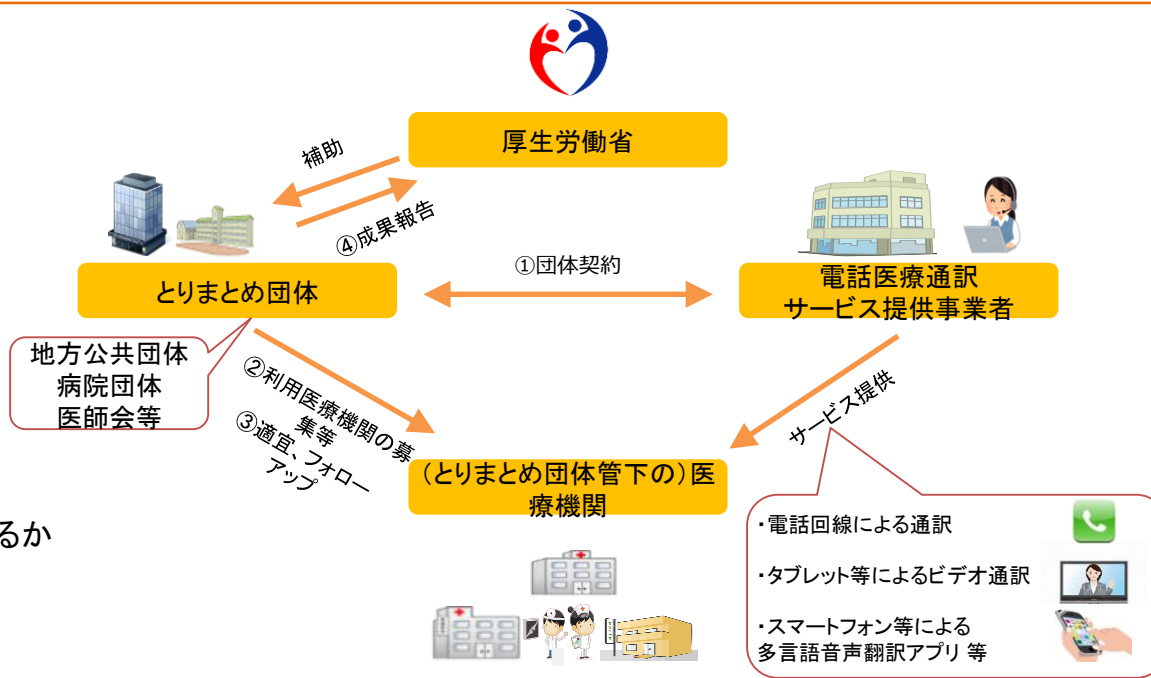 厚生労働省
補助
④成果報告
①団体契約
とりまとめ団体
電話医療通訳
サービス提供事業者
地方公共団体
病院団体
医師会等
②利用医療機関の募
集等
③適宜、フォロー
アップ
サービス提供
(とりまとめ団体管下の)医
療機関
るか
・電話回線による通訳
・タブレット等によるビデオ通訳
・スマートフォン等による
多言語音声翻訳アプリ 等